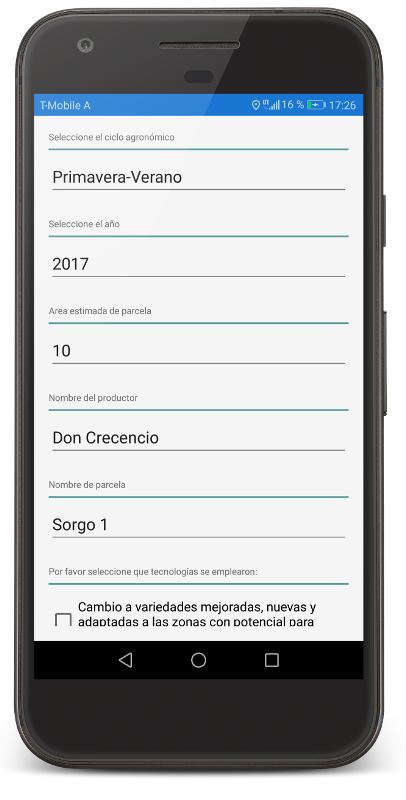 T-Mobile A LTE 16 % 17:26
Seleccione el ciclo agronómico
Primavera-Verano
Seleccione el año
2017
Area estimada de parcela
10
Nombre del productor
Don Crecencio
Nombre de parcela
Sorgo 1
Por favor seleccione que tecnologías se emplearon:
Cambio a variedades mejoradas, nuevas y
adaptadas a las zonas con potencial para